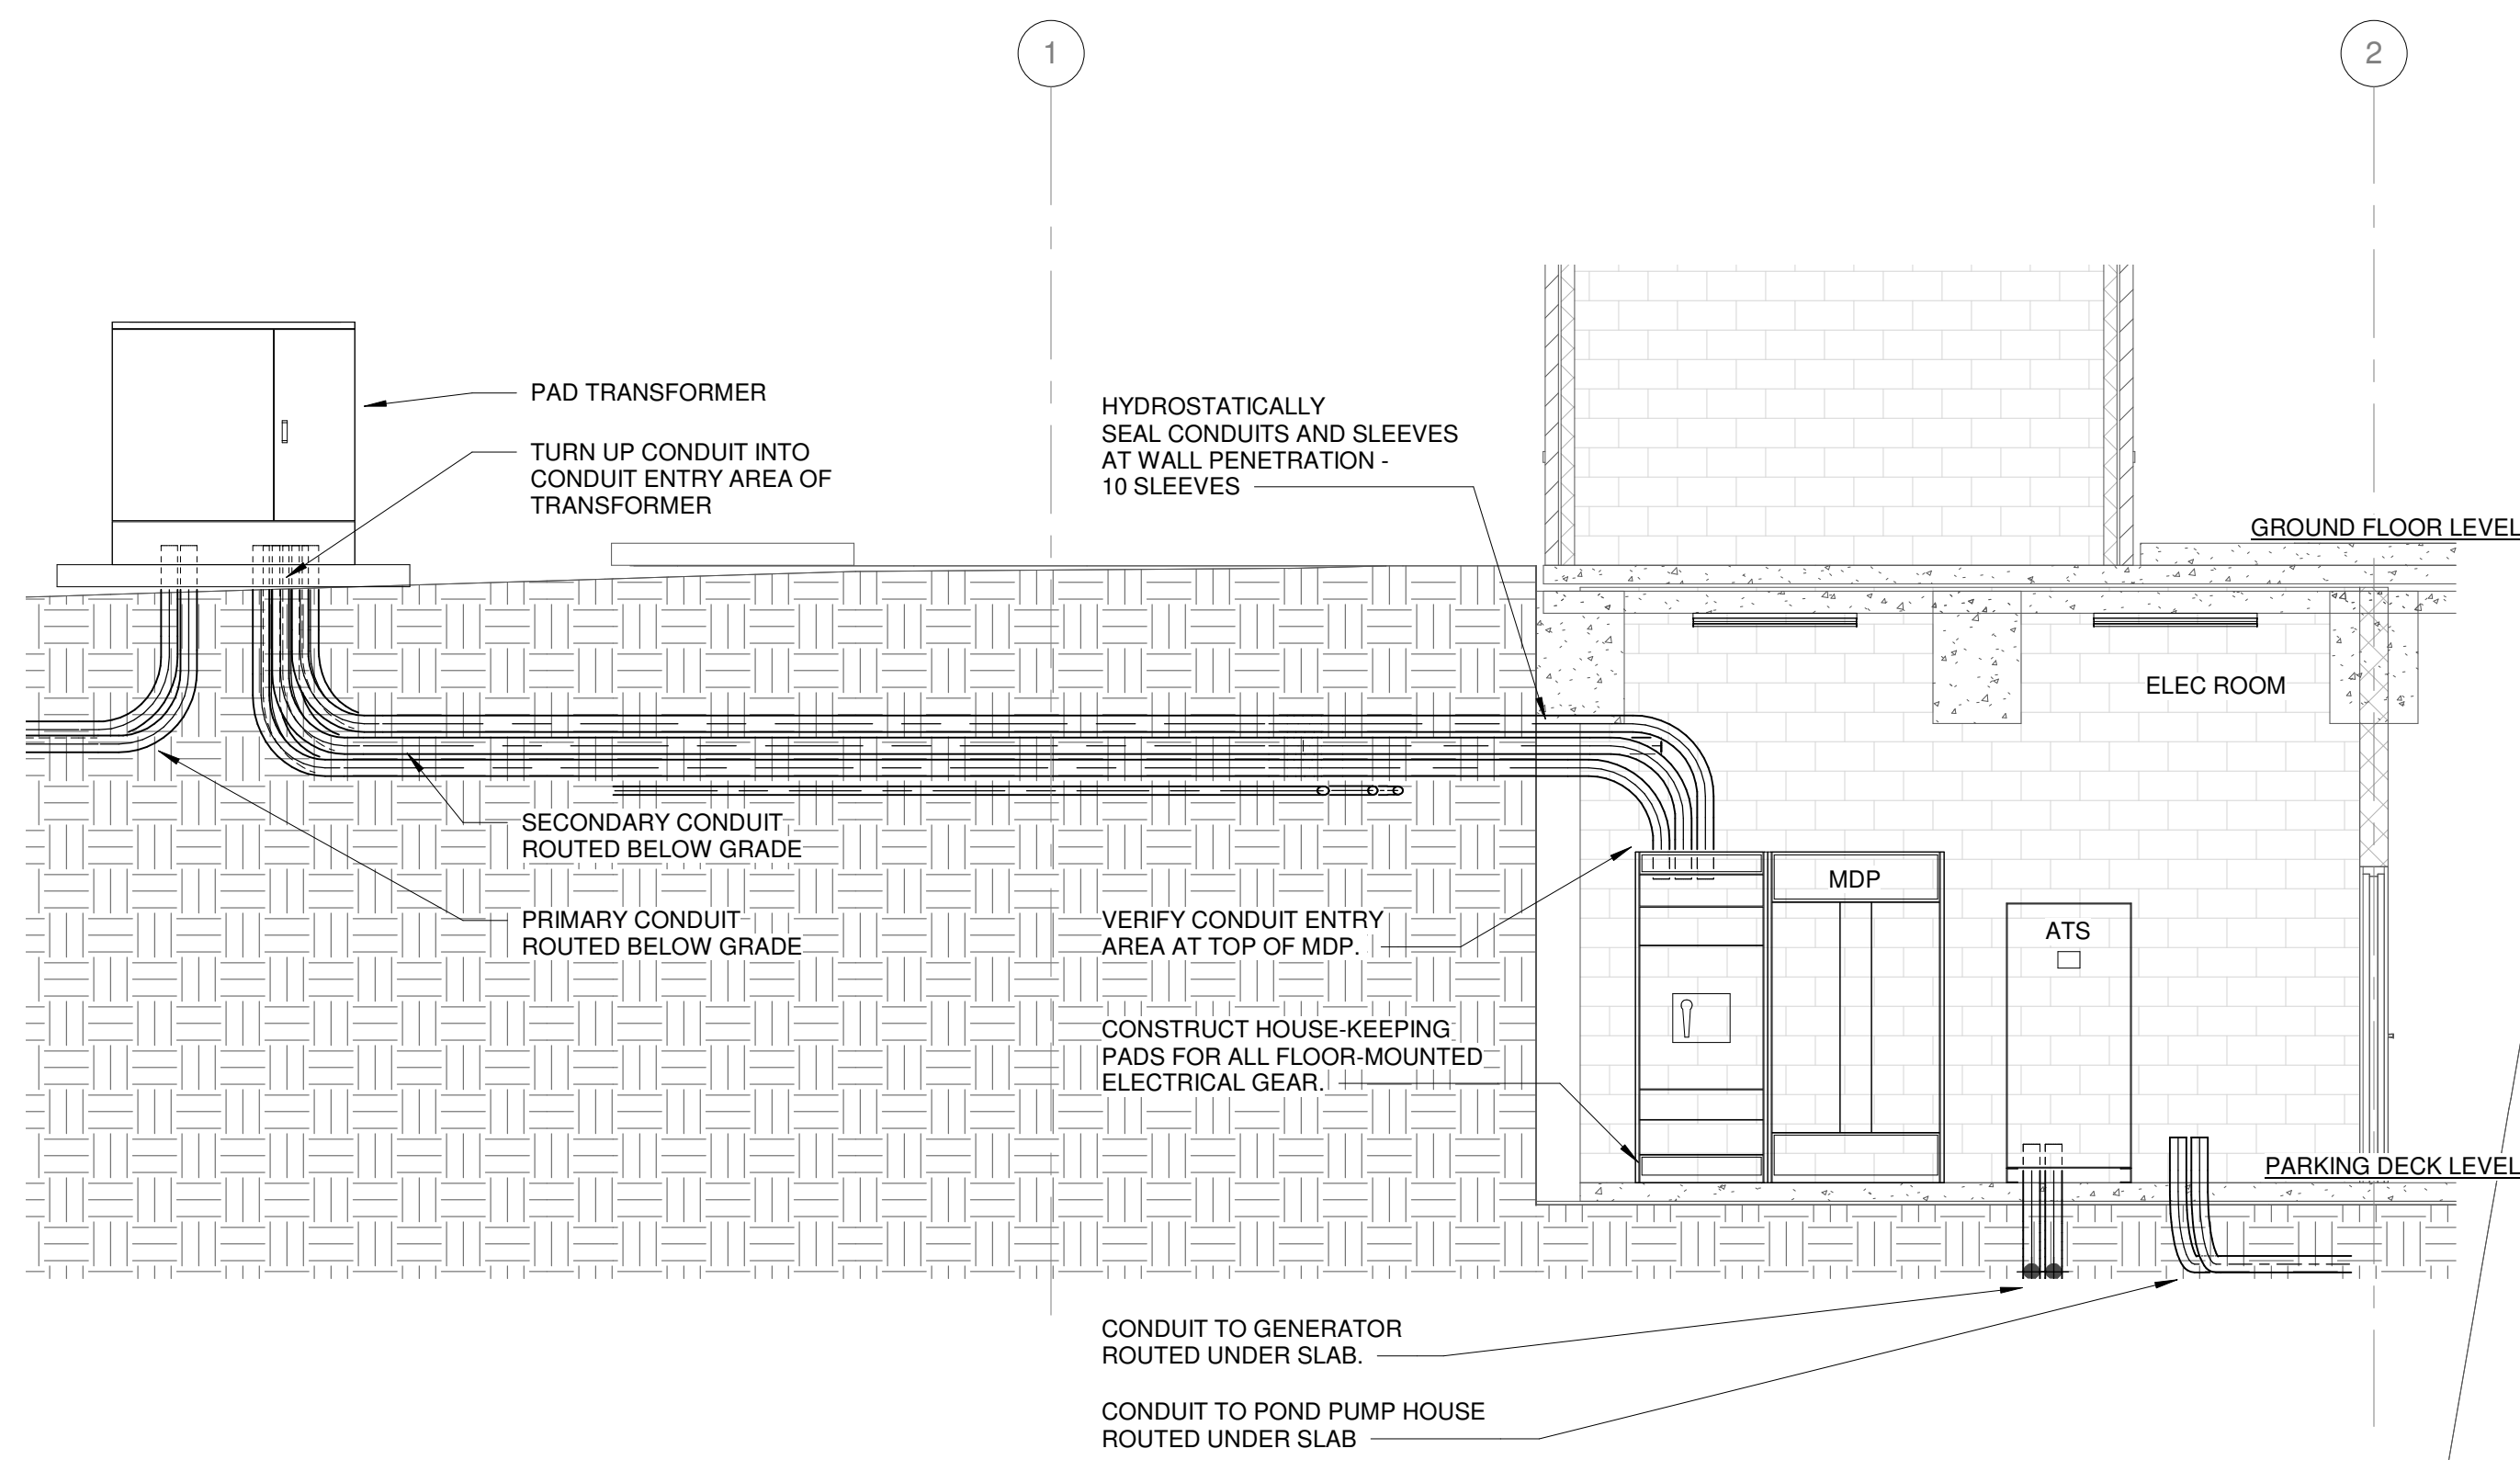 1
2
PAD TRANSFORMER
TURN UP CONDUIT INTO
CONDUIT ENTRY AREA OF
TRANSFORMER
HYDROSTATICALLY
SEAL CONDUITS AND SLEEVES
AT WALL PENETRATION -
10 SLEEVES
GROUND FLOOR LEVEL
ELEC ROOM
SECONDARY CONDUIT
ROUTED BELOW GRADE
PRIMARY CONDUIT
ROUTED BELOW GRADE
VERIFY CONDUIT ENTRY
AREA AT TOP OF MDP.
MDP
ATS
CONSTRUCT HOUSE-KEEPING
PADS FOR ALL FLOOR-MOUNTED
ELECTRICAL GEAR.
PARKING DECK LEVEL
CONDUIT TO GENERATOR
ROUTED UNDER SLAB.
CONDUIT TO POND PUMP HOUSE
ROUTED UNDER SLAB